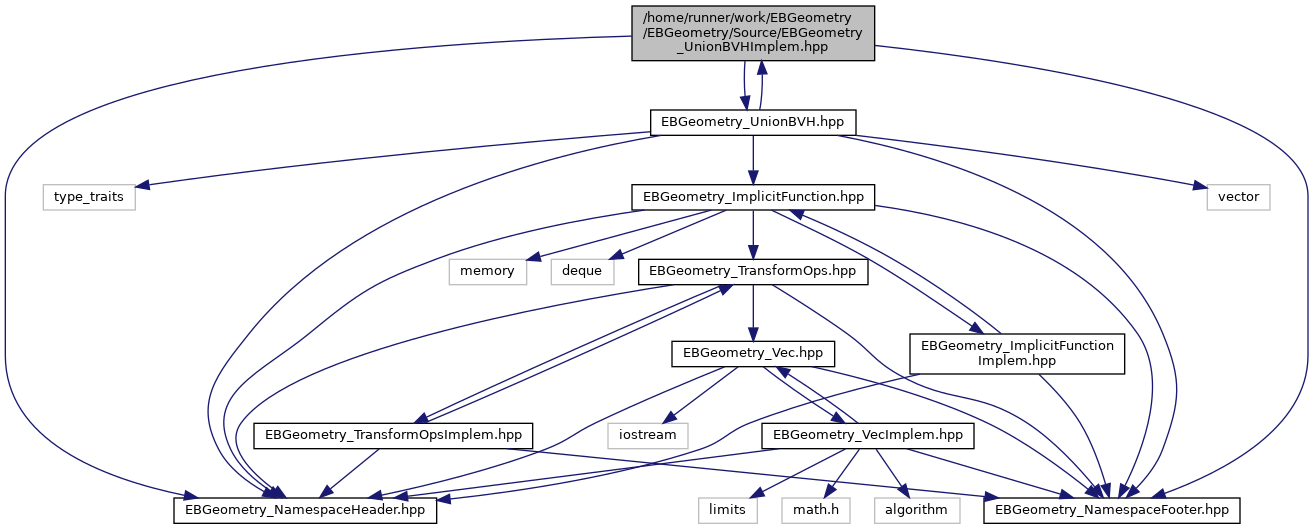 /home/runner/work/EBGeometry
/EBGeometry/Source/EBGeometry
_UnionBVHImplem.hpp
EBGeometry_UnionBVH.hpp
type_traits
EBGeometry_ImplicitFunction.hpp
vector
memory
deque
EBGeometry_TransformOps.hpp
EBGeometry_Vec.hpp
EBGeometry_ImplicitFunction
Implem.hpp
EBGeometry_TransformOpsImplem.hpp
iostream
EBGeometry_VecImplem.hpp
EBGeometry_NamespaceHeader.hpp
limits
math.h
algorithm
EBGeometry_NamespaceFooter.hpp